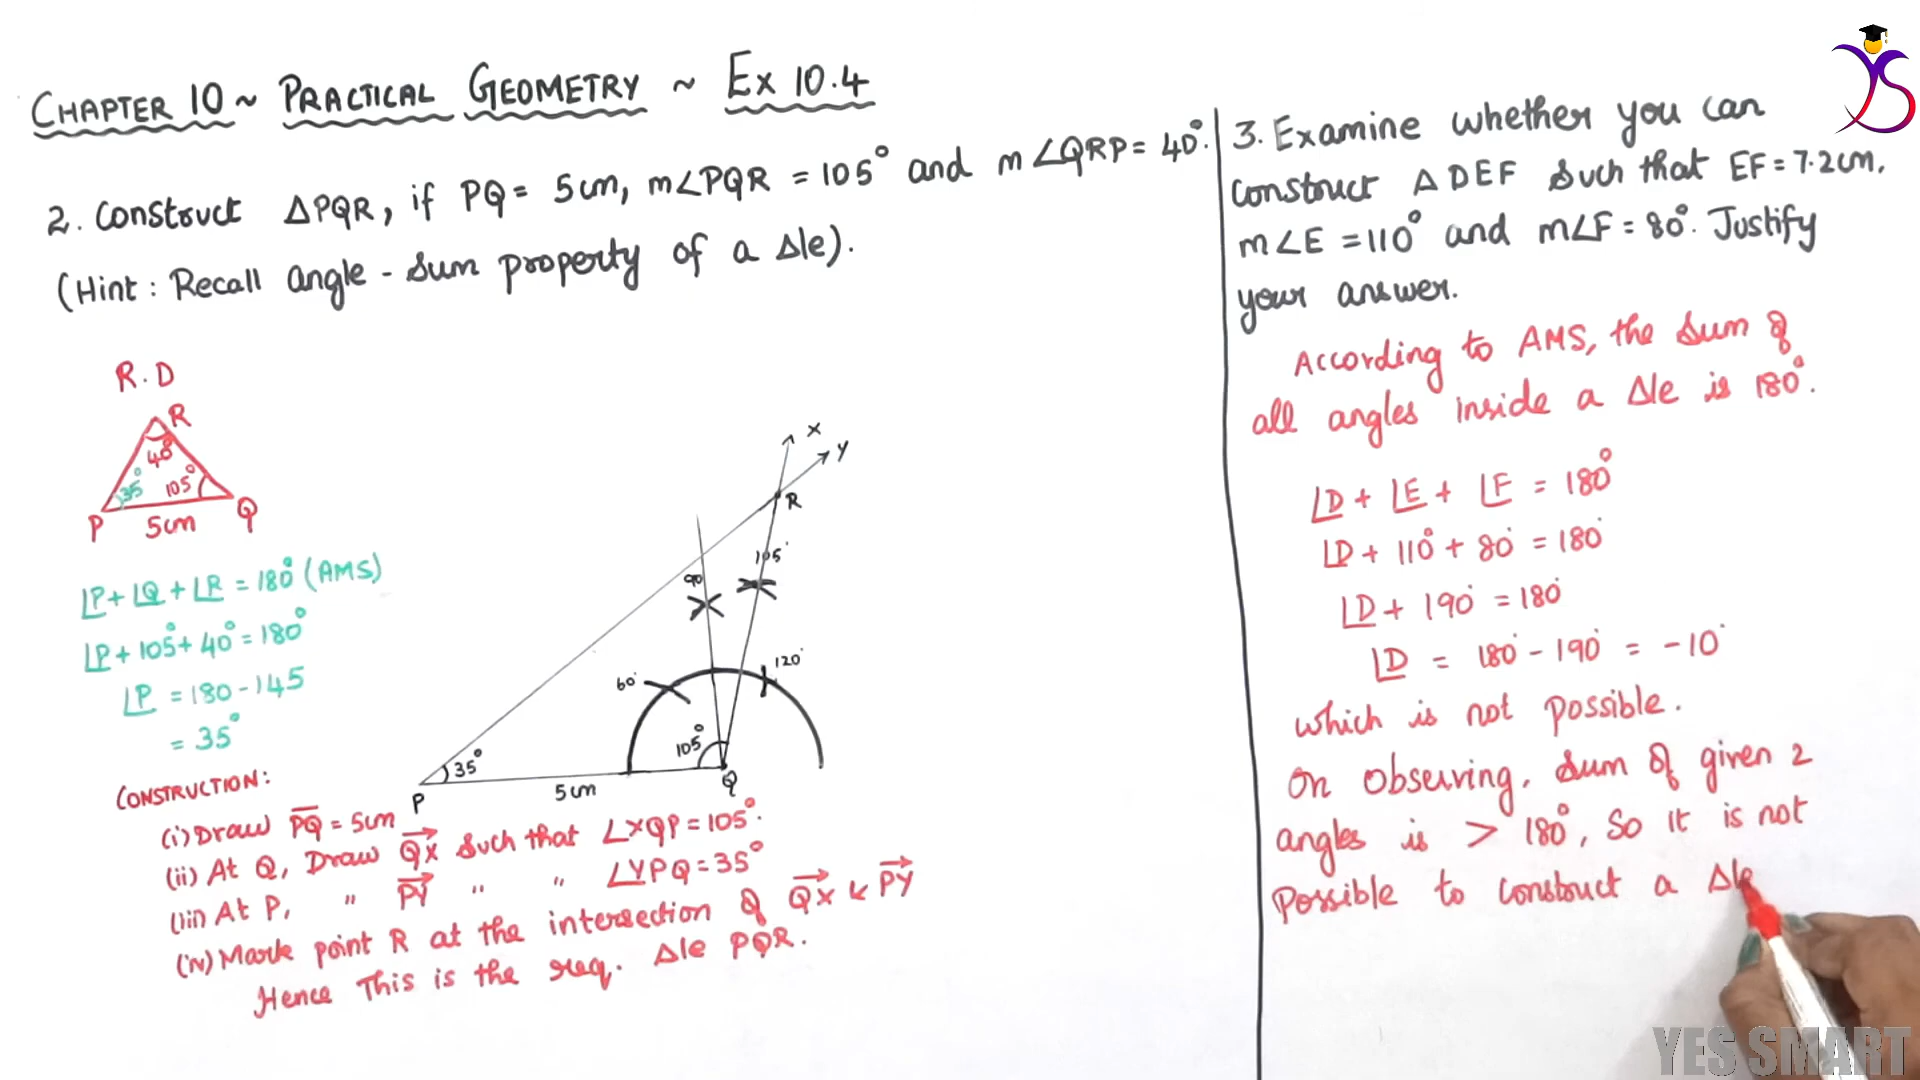 CHAPTER 10 ~ PRACTICAL GEOMETRY ~ Ex 10.4
2. Construct ΔPQR, if PQ = 5cm, m∠PQR = 105° and m∠QRP = 40°.
(Hint: Recall angle-sum property of a Δle).
R.D
R
40°
35° 105°
P 5cm Q
∠P + ∠Q + ∠R = 180° (AMS)
∠P + 105° + 40° = 180°
∠P = 180 - 145
= 35°
X
Y
R
105°
90
60°
120°
105°
35°
P 5cm Q
CONSTRUCTION:
(i) Draw P̅Q̅ = 5cm
(ii) At Q, Draw QX→ such that ∠XQP = 105°.
(iii) At P, " PY→ " " ∠YPQ = 35°
(iv) Mark point R at the intersection of QX→ & PY→
Hence This is the req. Δle PQR.
3. Examine whether you can
construct ΔDEF such that EF = 7.2cm,
m∠E = 110° and m∠F = 80°. Justify
your answer.
According to AMS, the sum of
all angles inside a Δle is 180°.
∠D + ∠E + ∠F = 180°
∠D + 110° + 80° = 180°
∠D + 190° = 180°
∠D = 180° - 190° = -10°
which is not possible.
On observing, sum of given 2
angles is > 180°, So it is not
possible to construct a Δle
YES SMART